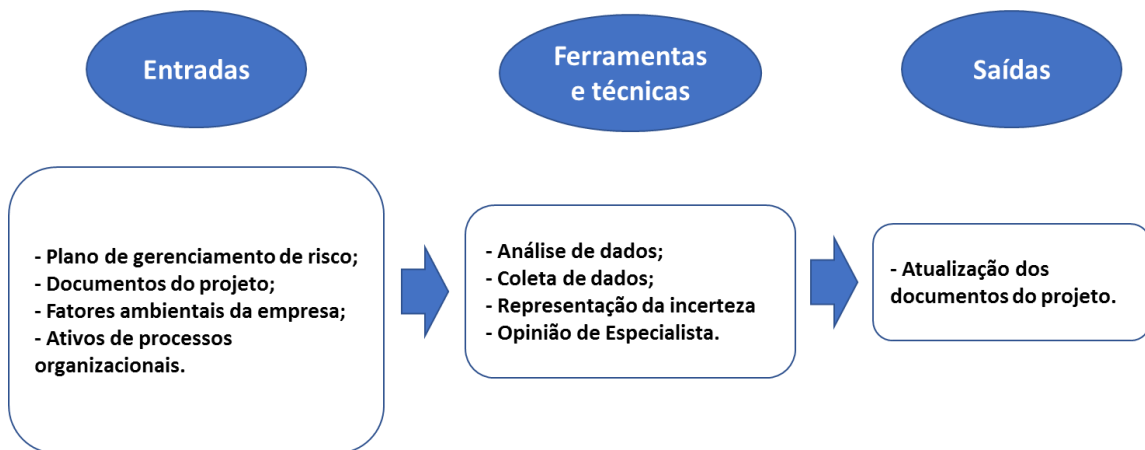 Entradas
Ferramentas
e técnicas
Saídas
- Plano de gerenciamento de risco;
- Documentos do projeto;
- Fatores ambientais da empresa;
- Ativos de processos
organizacionais.
- Análise de dados;
- Coleta de dados;
- Representação da incerteza
- Opinião de Especialista.
- Atualização dos
documentos do projeto.